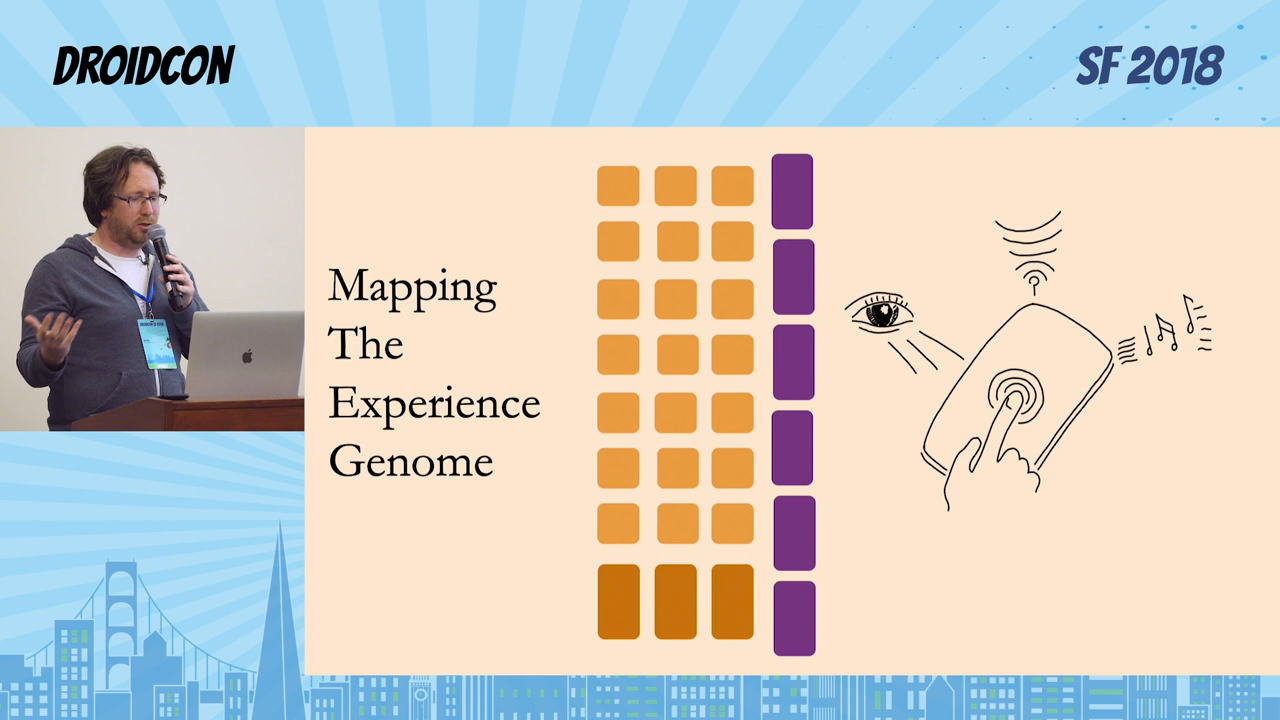 DROIDCON
SF 2018
Mapping
The
Experience
Genome